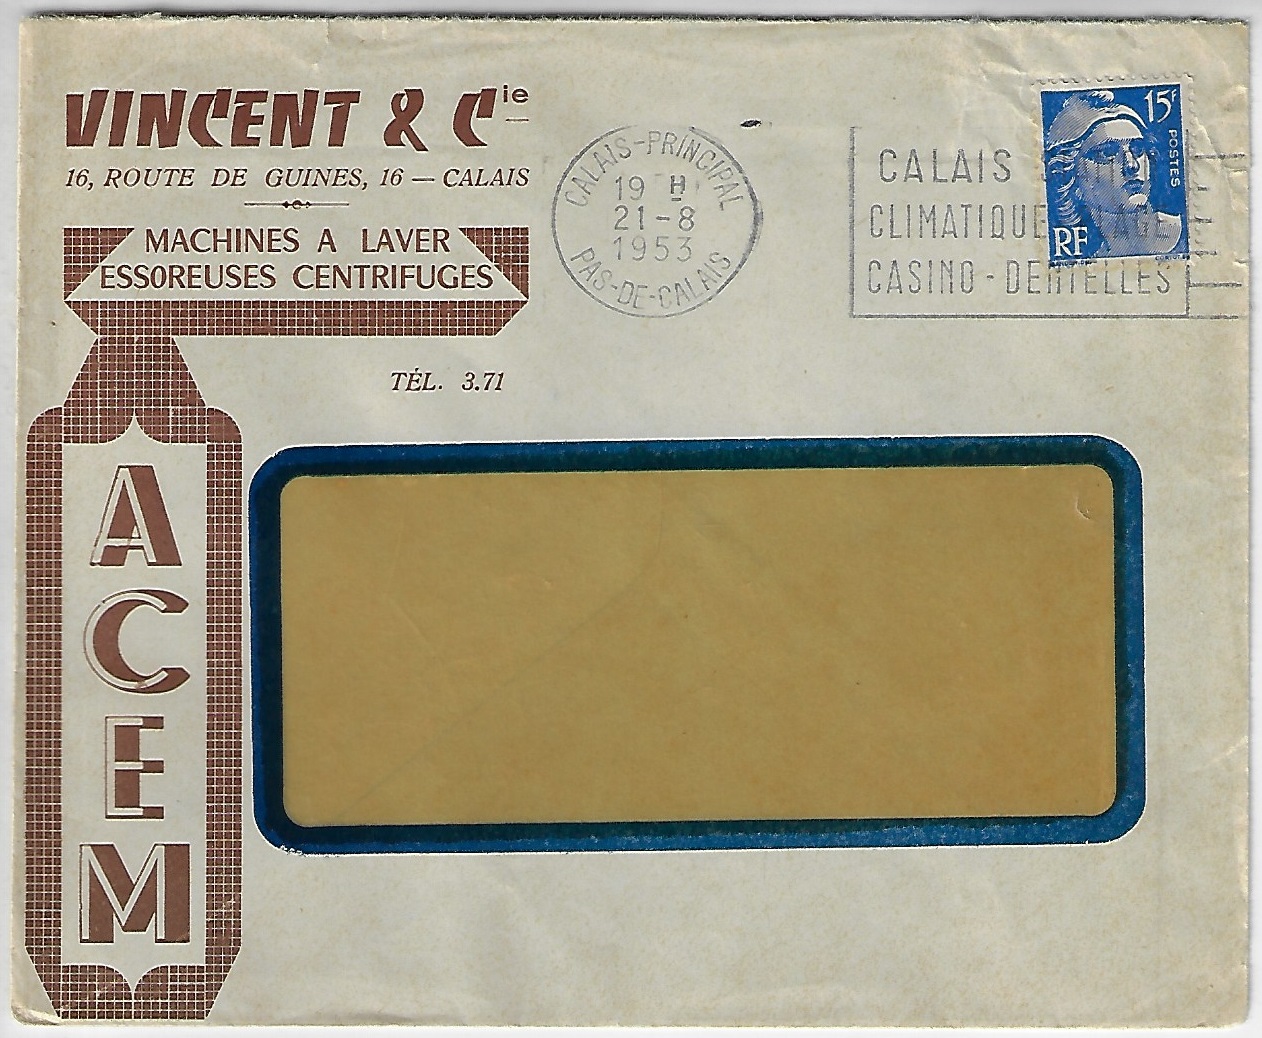 VINCENT & Cie
16, ROUTE DE GUINES, 16 — CALAIS
MACHINES A LAVER
ESSOREUSES CENTRIFUGES
TÉL. 3.71
ACEM
CALAIS-PRINCIPAL
19 H
21-8
1953
PAS-DE-CALAIS
CALAIS
CLIMATIQUE
CASINO - DENTELLES
15F
POSTES
RF